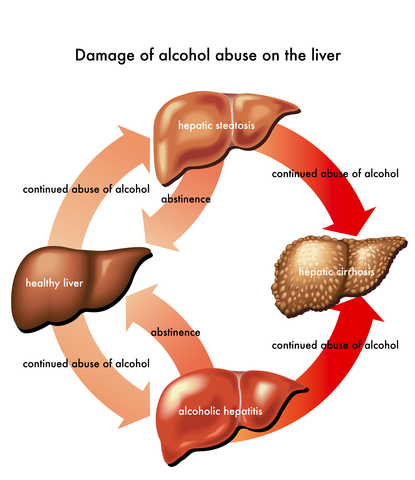 Damage of alcohol abuse on the liver
hepatic steatosis
continued abuse of alcohol
continued abuse of alcohol
abstinence
healthy liver
hepatic cirrhosis
abstinence
continued abuse of alcohol
continued abuse of alcohol
alcoholic hepatitis